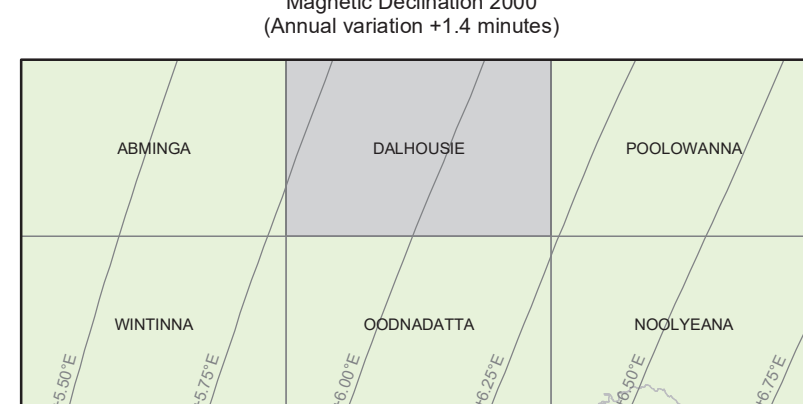 Magnetic Declination 2000
(Annual variation +1.4 minutes)
ABMINGA
DALHOUSIE
POOLOWANNA
WINTINNA
OODNADATTA
NOOLYEANA
+5.50°E
+5.75°E
+6.00°E
+6.25°E
+6.50°E
+6.75°E